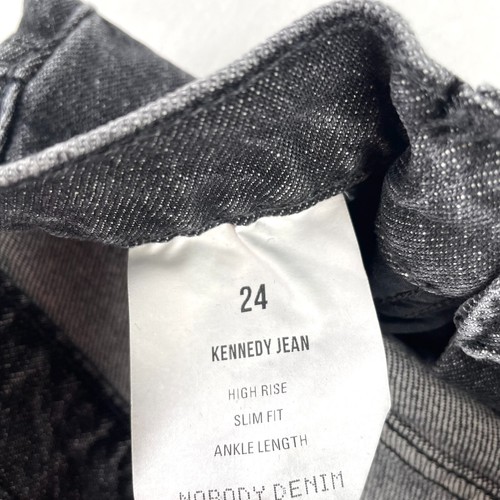 24
KENNEDY JEAN
HIGH RISE
SLIM FIT
ANKLE LENGTH
NOBODY DENIM